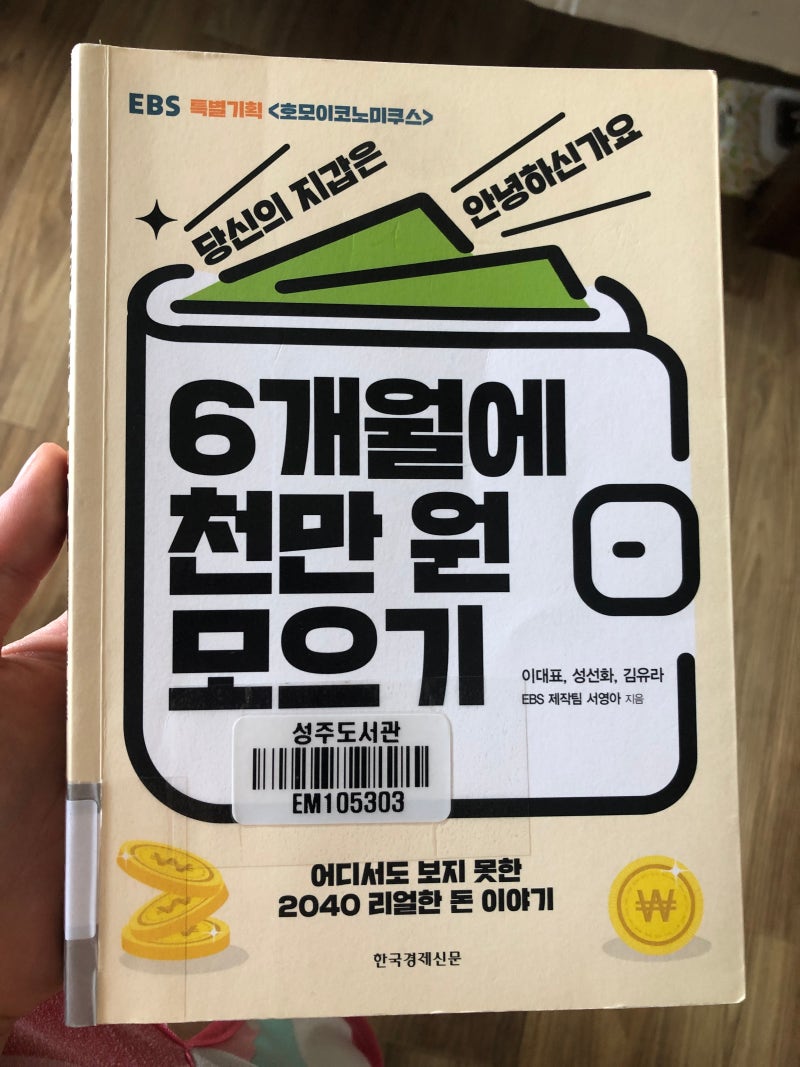 EBS 특별기획 <호모이코노미쿠스>
당신의 지갑은
안녕하신가요
6개월에
천만 원
모으기
이대표, 성선화, 김유라
EBS 제작팀 서영아 지음
성주도서관
EM105303
어디서도 보지 못한
2040 리얼한 돈 이야기
₩
한국경제신문